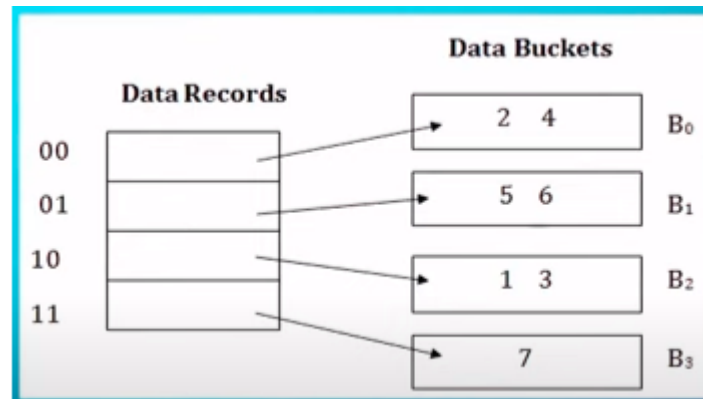 Data Buckets
Data Records
00
01
10
11
2 4
B₀
5 6
B₁
1 3
B₂
7
B₃